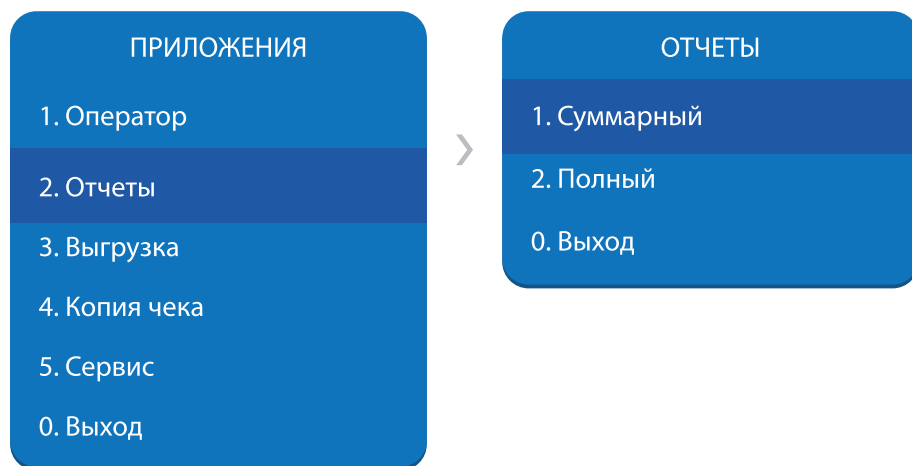 ПРИЛОЖЕНИЯ
1. Оператор
2. Отчеты
3. Выгрузка
4. Копия чека
5. Сервис
0. Выход
ОТЧЕТЫ
1. Суммарный
2. Полный
0. Выход